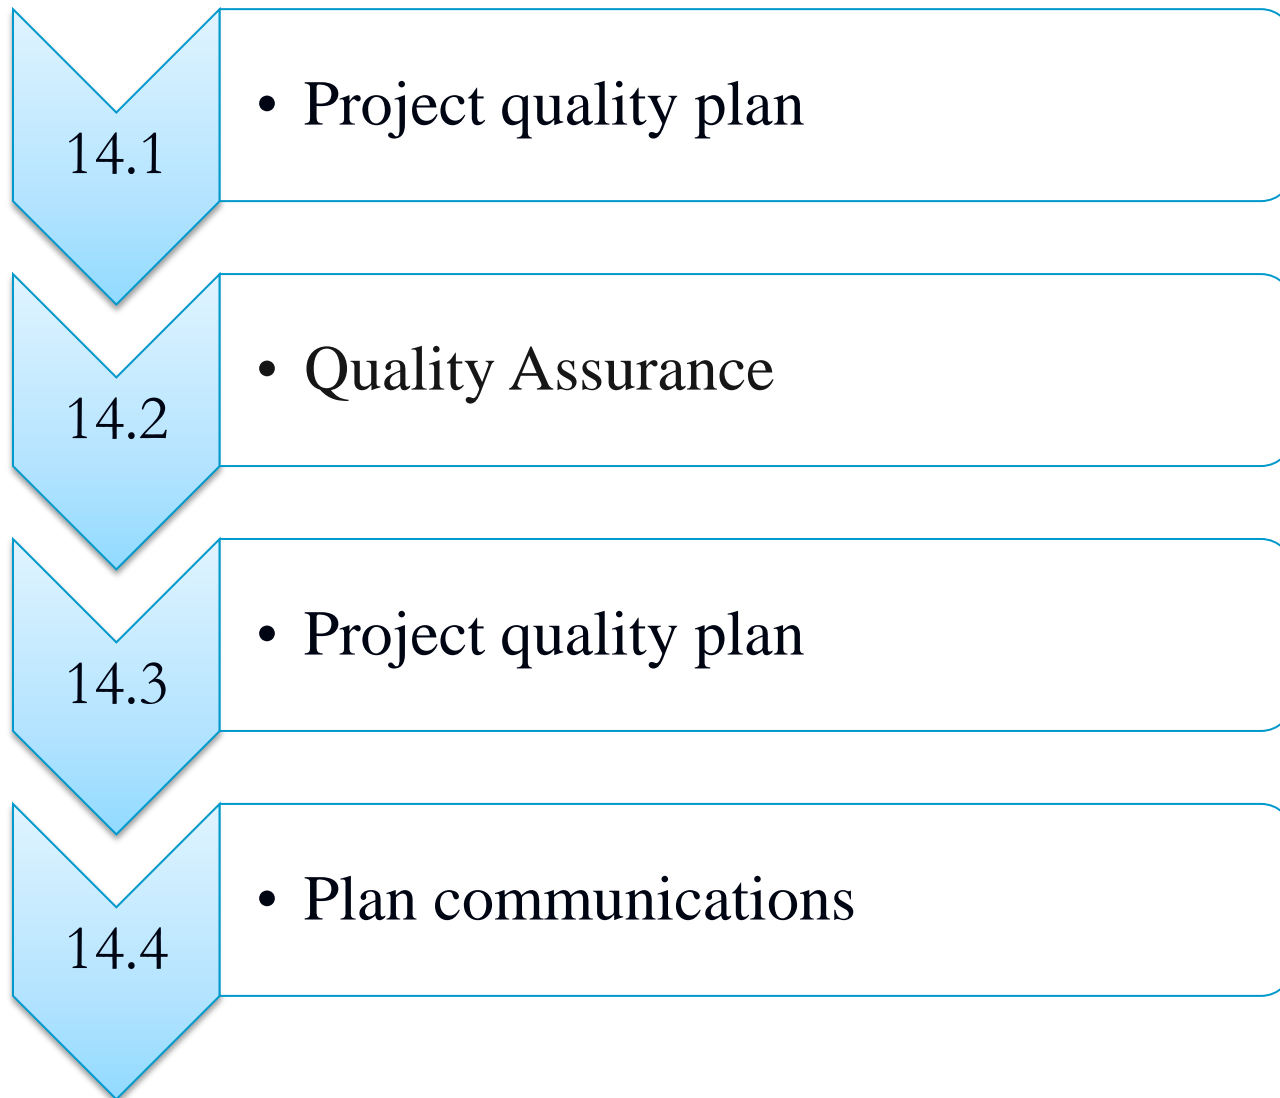 14.1
• Project quality plan
14.2
• Quality Assurance
14.3
• Project quality plan
14.4
• Plan communications